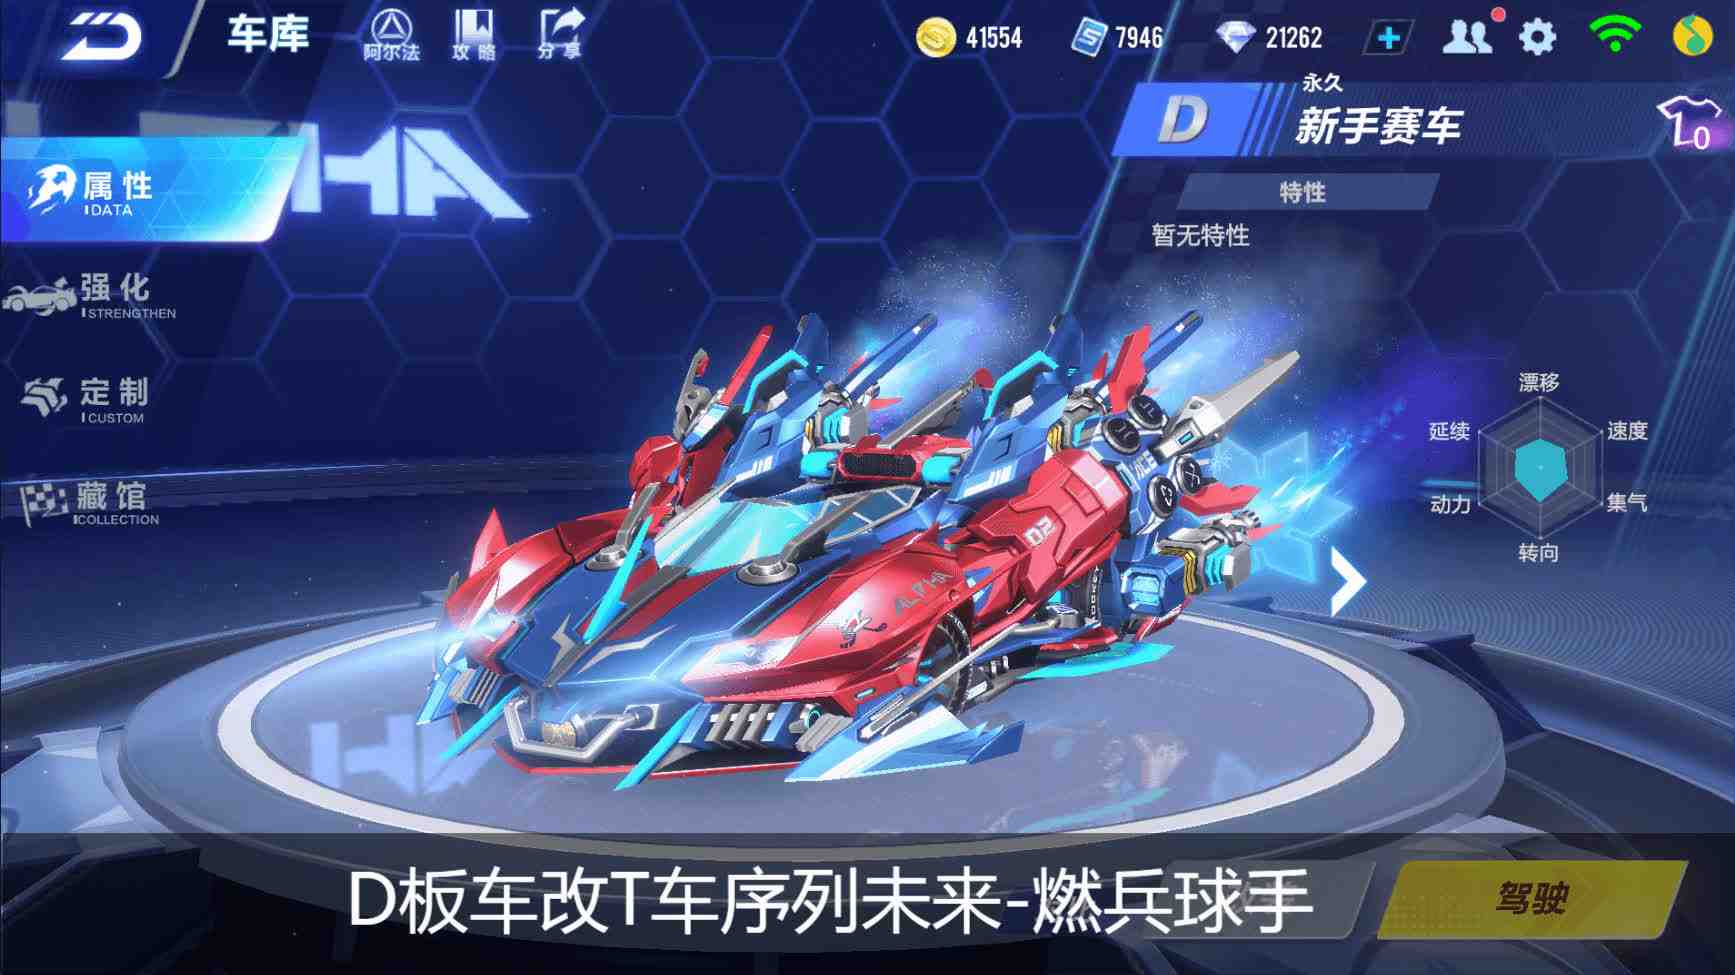 车库
阿尔法
攻略
分享
41554
7946
21262
永久
D
新手赛车
0
属性
DATA
特性
暂无特性
强化
STRENGTHEN
定制
CUSTOM
藏馆
COLLECTION
漂移
延续
速度
动力
集气
转向
02
ALPHA
D板车改T车序列未来-燃兵球手
驾驶